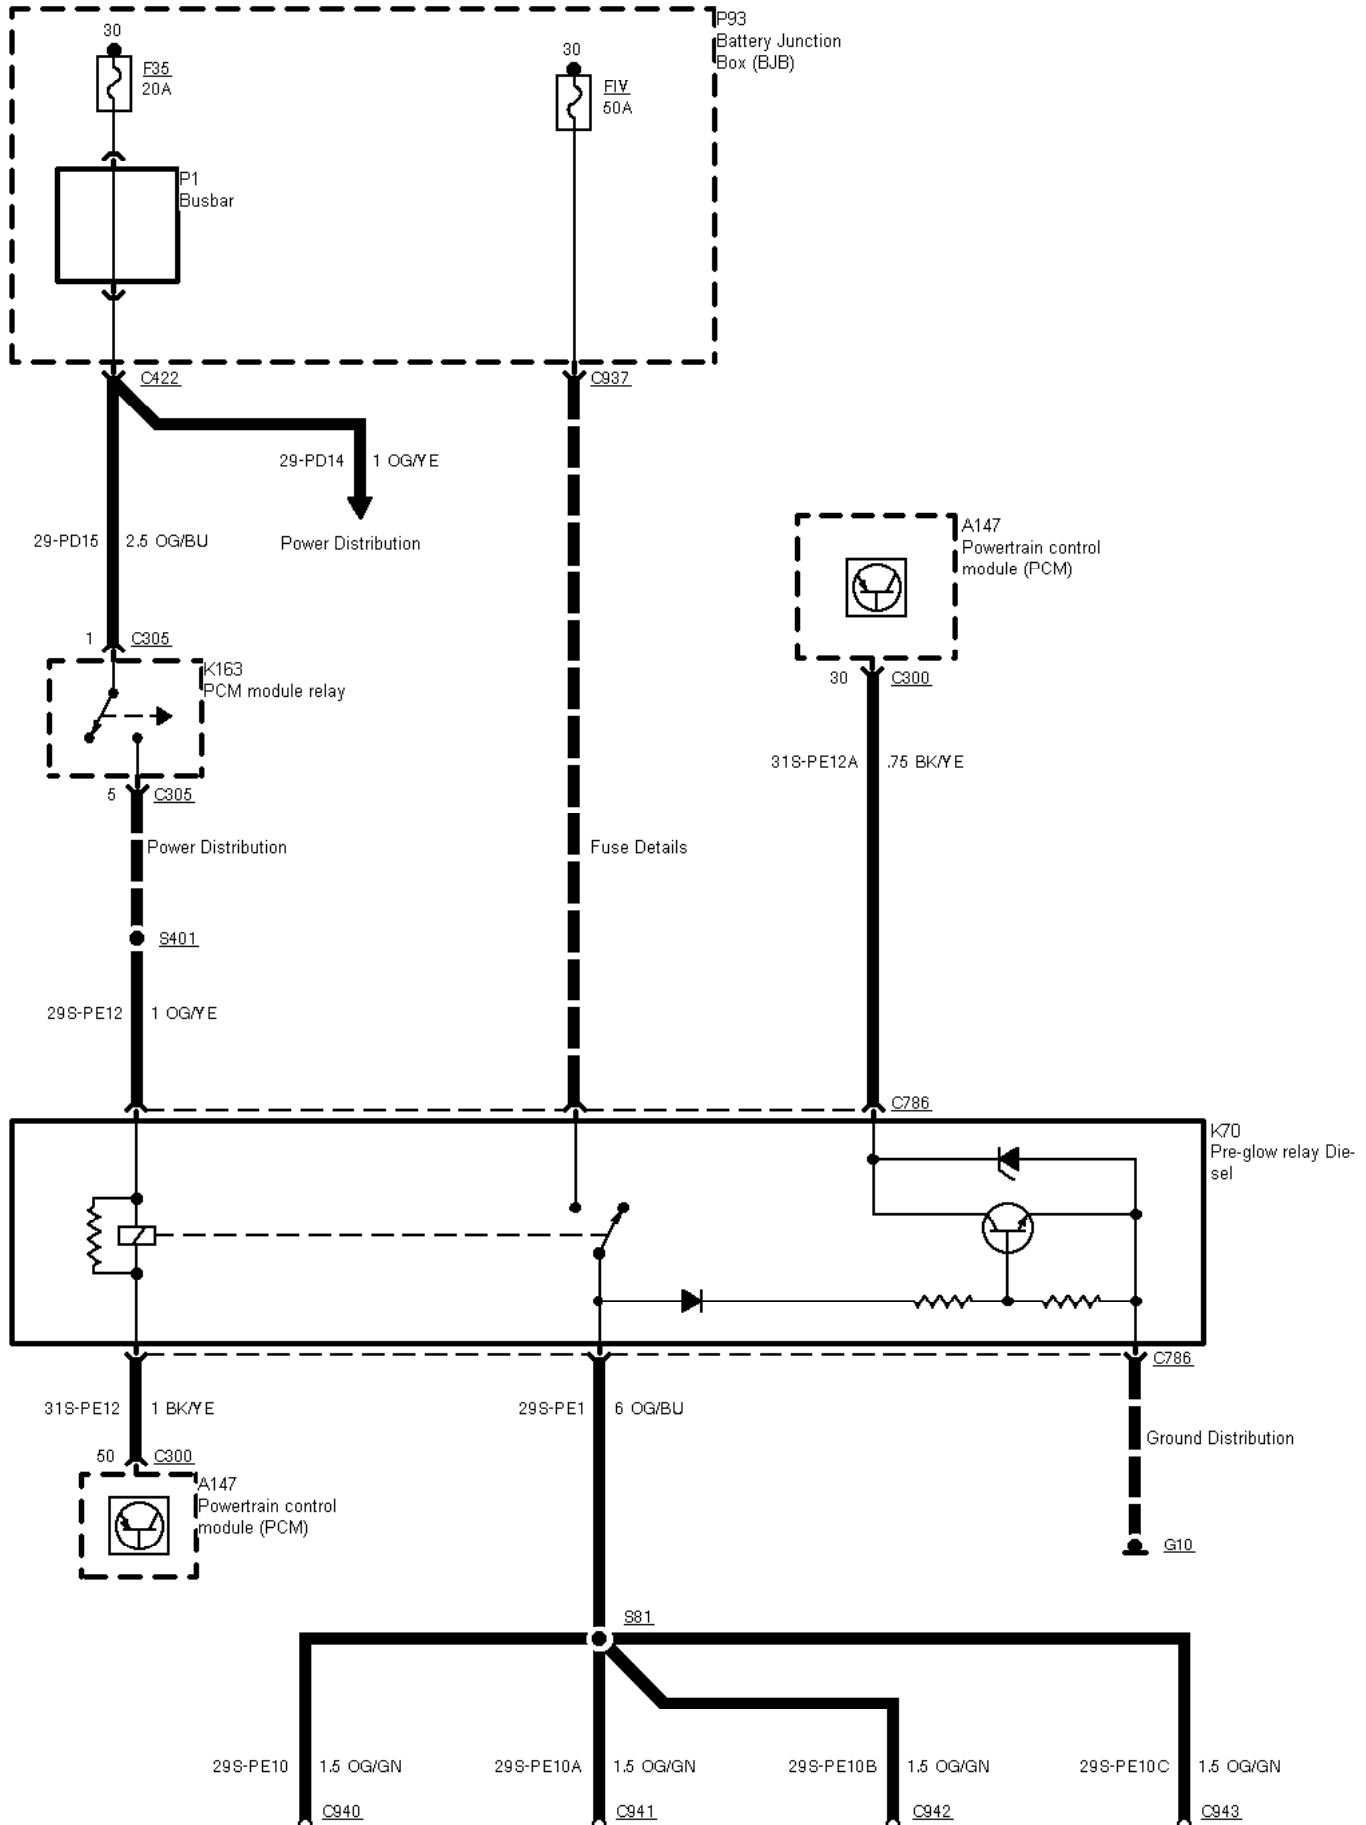 P93
Battery Junction
Box (BJB)
30
F35
20A
30
FIV
50A
P1
Busbar
C422
C937
29-PD14 1 OG/YE
Power Distribution
29-PD15 2.5 OG/BU
A147
Powertrain control
module (PCM)
1 C305
K163
PCM module relay
30 C300
31S-PE12A .75 BK/YE
5 C305
Power Distribution
Fuse Details
S401
29S-PE12 1 OG/YE
C786
K70
Pre-glow relay Die-
sel
C786
31S-PE12 1 BK/YE
29S-PE1 6 OG/BU
Ground Distribution
50 C300
A147
Powertrain control
module (PCM)
G10
S81
29S-PE10 1.5 OG/GN
29S-PE10A 1.5 OG/GN
29S-PE10B 1.5 OG/GN
29S-PE10C 1.5 OG/GN
C940
C941
C942
C943